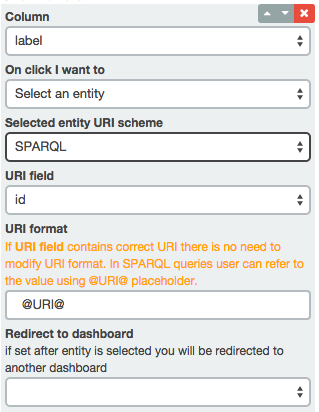 Column
label
On click I want to
Select an entity
Selected entity URI scheme
SPARQL
URI field
id
URI format
If URI field contains correct URI there is no need to
modify URI format. In SPARQL queries user can refer to
the value using @URI@ placeholder.
@URI@
Redirect to dashboard
if set after entity is selected you will be redirected to
another dashboard